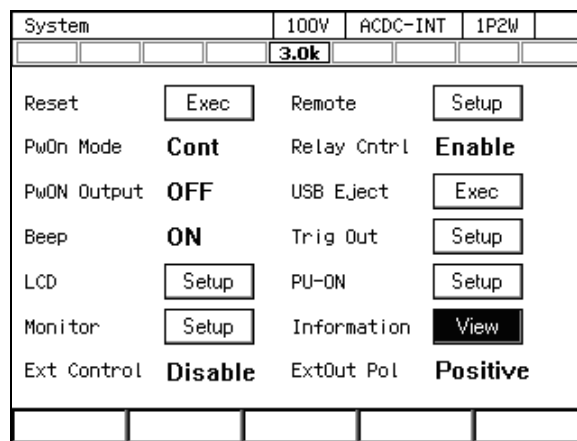 System 100V ACDC-INT 1P2W
3.0k
Reset Exec Remote Setup
PwOn Mode Cont Relay Cntrl Enable
PwON Output OFF USB Eject Exec
Beep ON Trig Out Setup
LCD Setup PU-ON Setup
Monitor Setup Information View
Ext Control Disable ExtOut Pol Positive